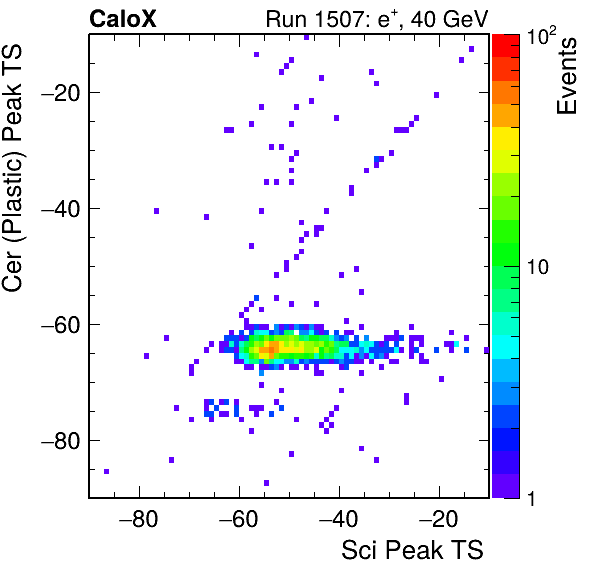 CaloX Run 1507: e⁺, 40 GeV
Cer (Plastic) Peak TS
−20
−40
−60
−80
−80 −60 −40 −20
Sci Peak TS
10²
10
1
Events